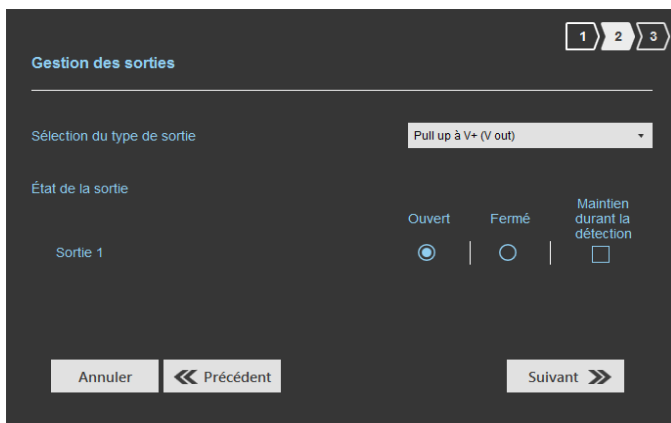 1 2 3
Gestion des sorties
Sélection du type de sortie
Pull up à V+ (V out)
État de la sortie
Ouvert
Fermé
Maintien
durant la
détection
Sortie 1
Annuler
Précédent
Suivant